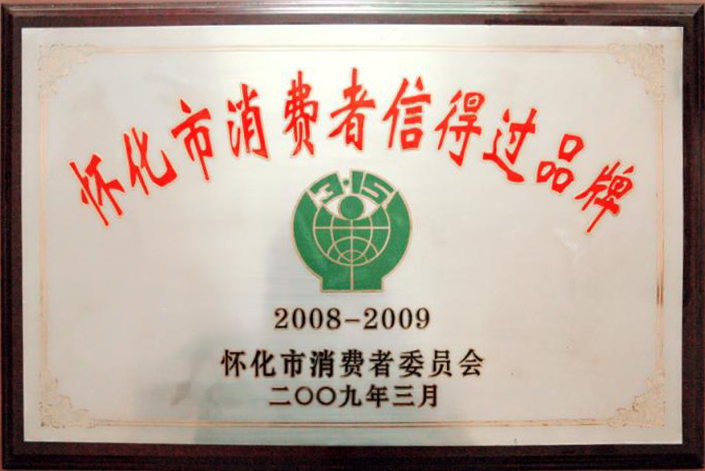 怀化市消费者信得过品牌
3·15
2008-2009
怀化市消费者委员会
二〇〇九年三月